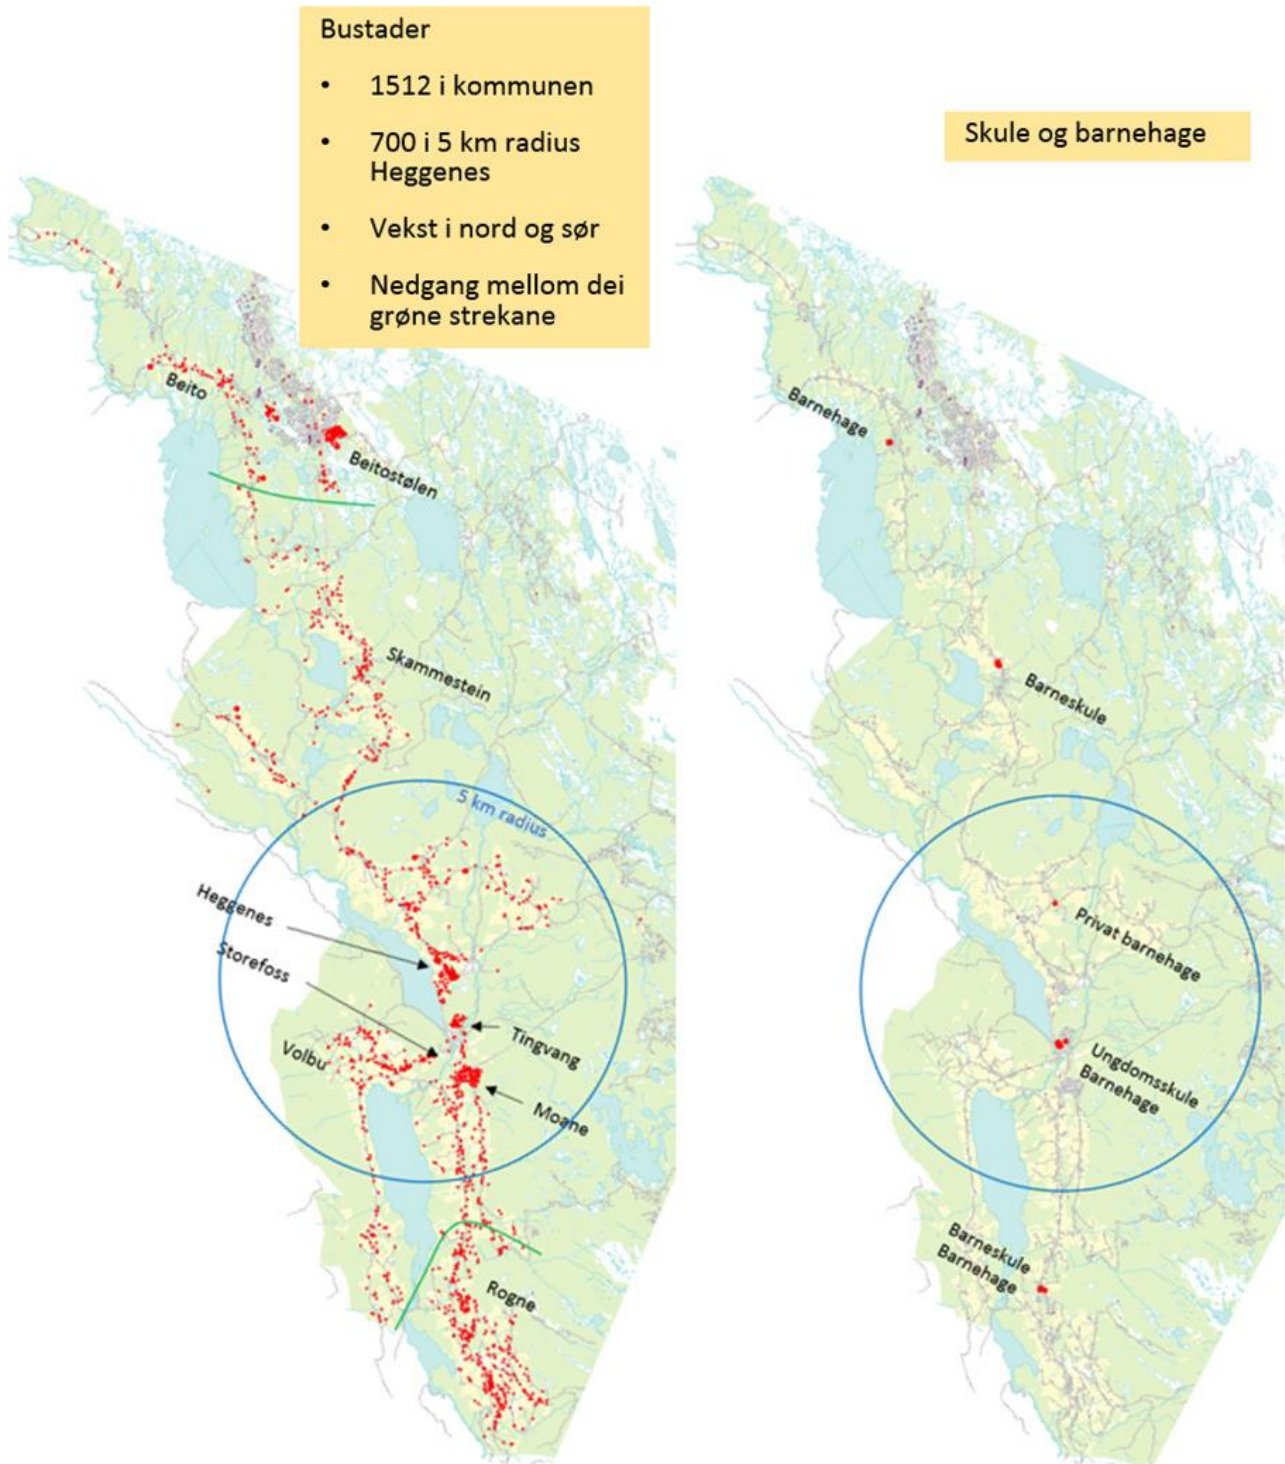 Bustader
• 1512 i kommunen
• 700 i 5 km radius
Heggenes
• Vekst i nord og sør
• Nedgang mellom dei
grøne strekane
Beito
Beitostølen
Skammestein
5 km radius
Heggenes
Storefoss
Tingvang
Volbu
Moane
Rogne
Skule og barnehage
Barnehage
Barneskule
Privat barnehage
Ungdomsskule
Barnehage
Barneskule
Barnehage